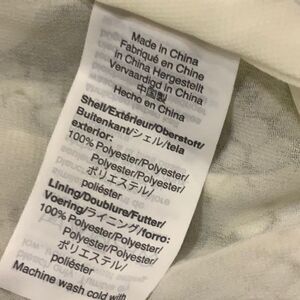 Made in China
Fabriqué en Chine
in China Hergestellt
Vervaardigd in China
中国製
Hecho en China
Shell/Extérieur/Oberstoff/
Buitenkant/シェル/tela
exterior:
100% Polyester/Polyester/
Polyester/Polyester/
ポリエステル/
poliéster
Lining/Doublure/Futter/
Voering/ライニング/forro:
100% Polyester/Polyester/
Polyester/Polyester/
ポリエステル/
poliéster
Machine wash cold with